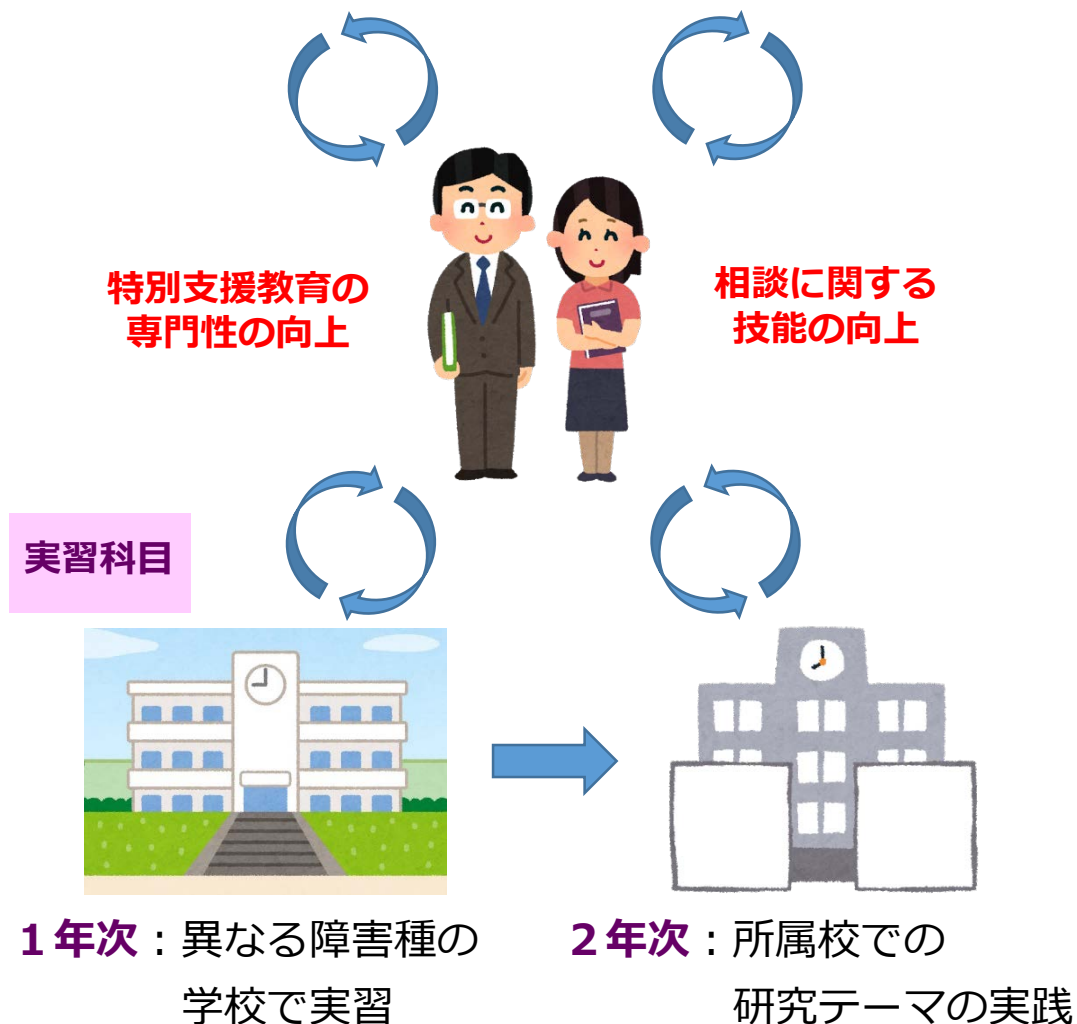 特別支援教育の
専門性の向上
相談に関する
技能の向上
実習科目
１年次：異なる障害種の
学校で実習
２年次：所属校での
研究テーマの実践